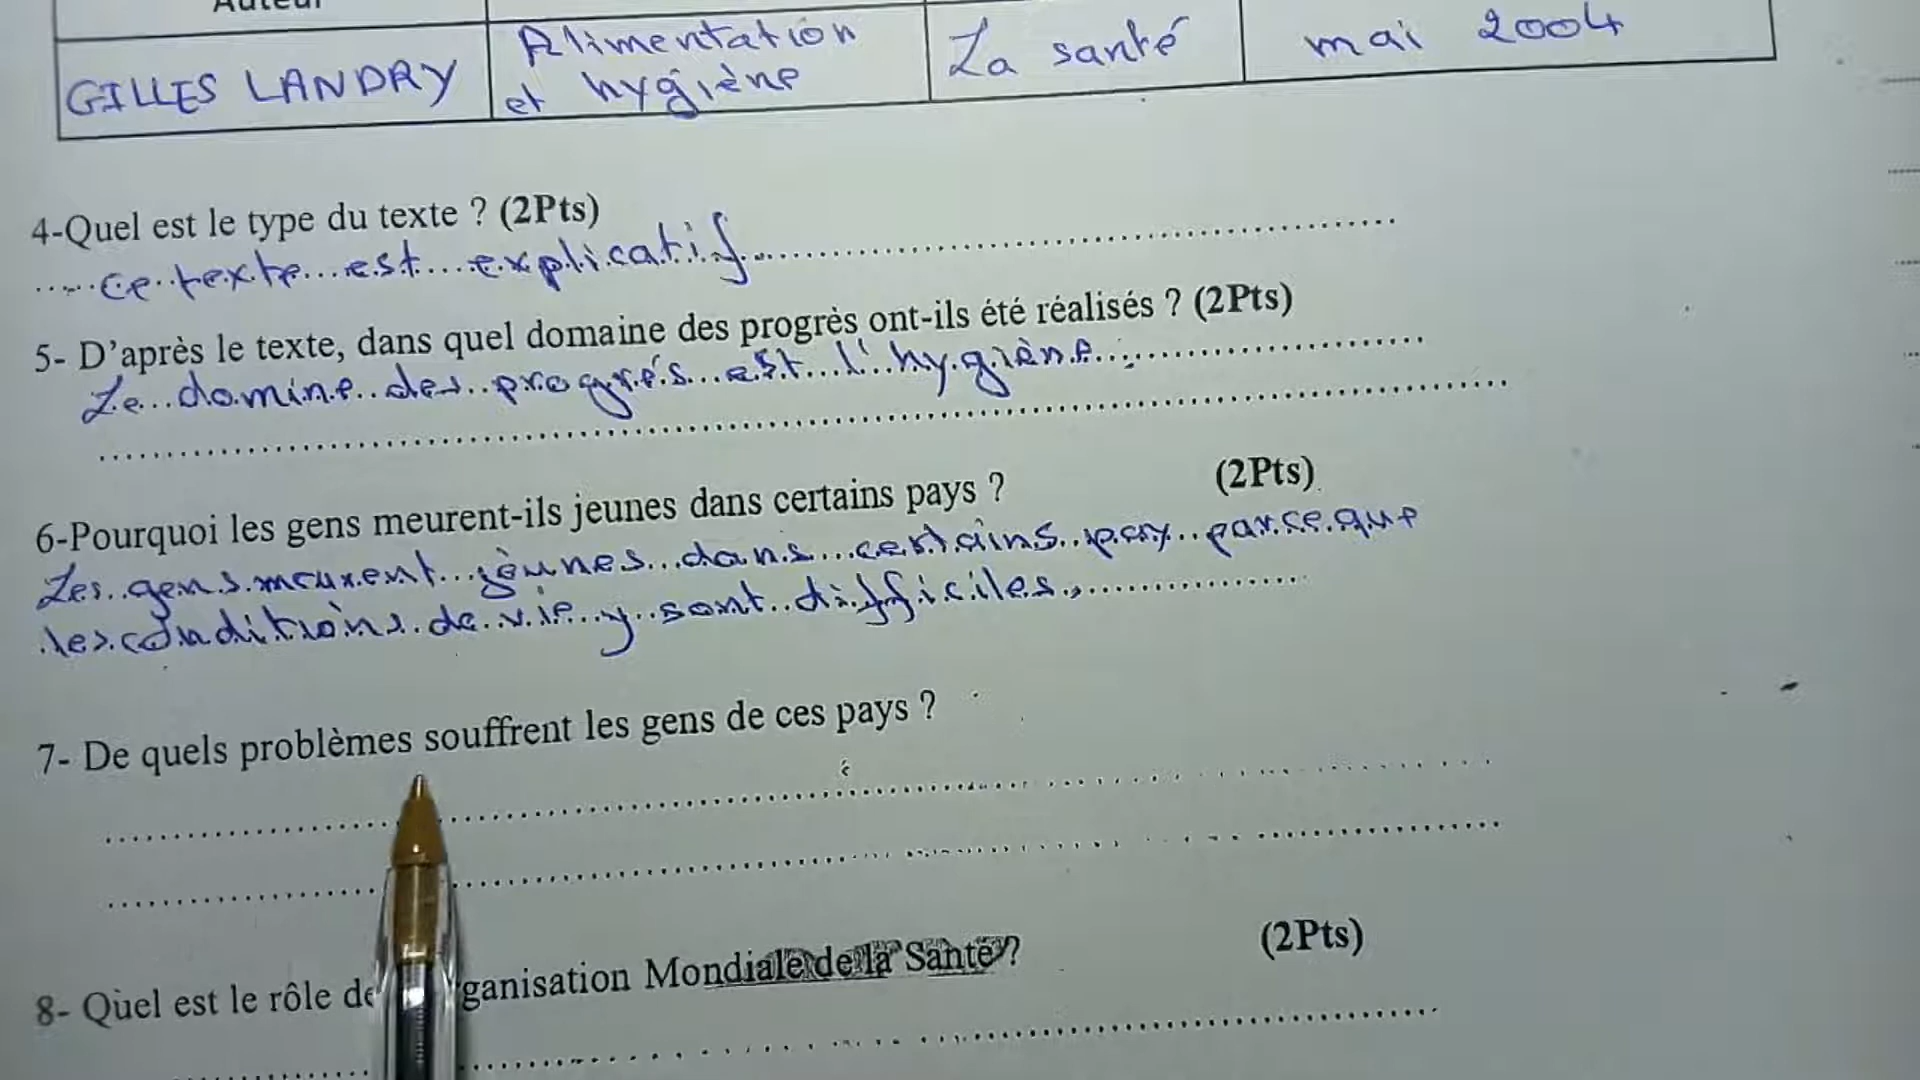 Auteur
GILLES LANDRY
Alimentation
et hygiène
La santé
mai 2004
4-Quel est le type du texte ? (2Pts)
Ce texte est explicatif
5- D'après le texte, dans quel domaine des progrès ont-ils été réalisés ? (2Pts)
Le domine des progrés est l'hygiène.
6-Pourquoi les gens meurent-ils jeunes dans certains pays ? (2Pts)
Les gens meurent jeunes dans certains pay parce que
les conditions de vie y sont difficiles.
7- De quels problèmes souffrent les gens de ces pays ?
8- Quel est le rôle de ganisation Mondiale de la Santé ? (2Pts)